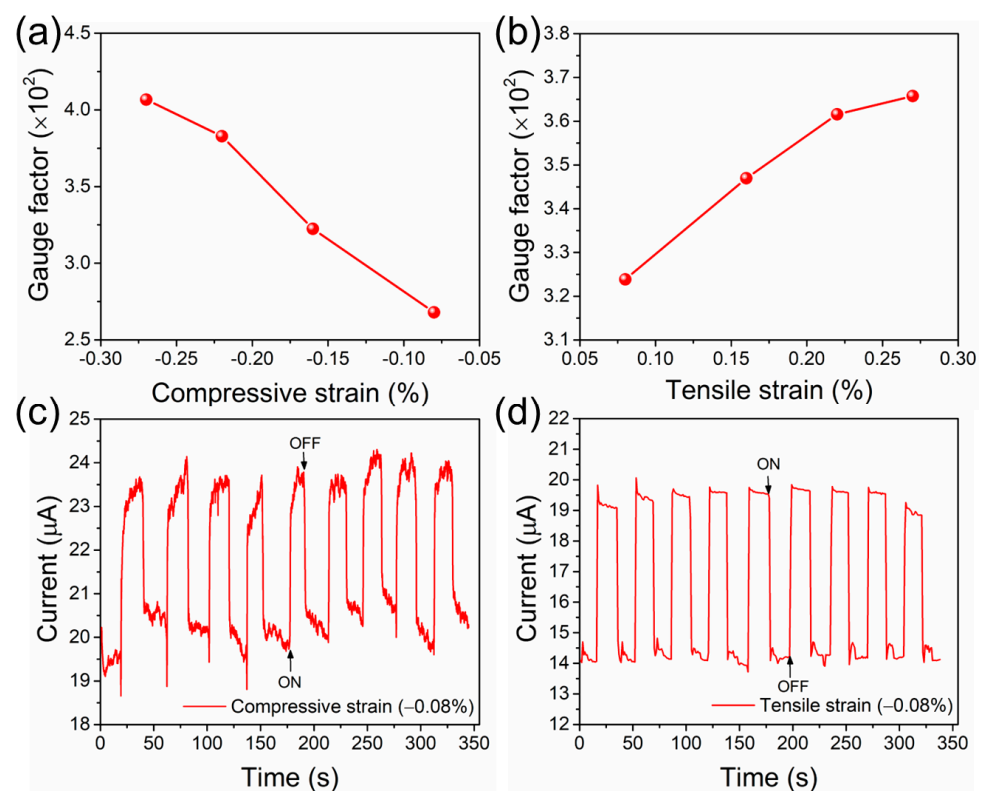 (a)
4.5
4.0
3.5
3.0
2.5
Gauge factor (×10²)
-0.30 -0.25 -0.20 -0.15 -0.10 -0.05
Compressive strain (%)
(b)
3.8
3.7
3.6
3.5
3.4
3.3
3.2
3.1
Gauge factor (×10²)
0.05 0.10 0.15 0.20 0.25 0.30
Tensile strain (%)
(c)
25
24
23
22
21
20
19
18
Current (μA)
OFF
ON
Compressive strain (−0.08%)
0 50 100 150 200 250 300 350
Time (s)
(d)
22
21
20
19
18
17
16
15
14
13
12
Current (μA)
ON
OFF
Tensile strain (−0.08%)
0 50 100 150 200 250 300 350
Time (s)